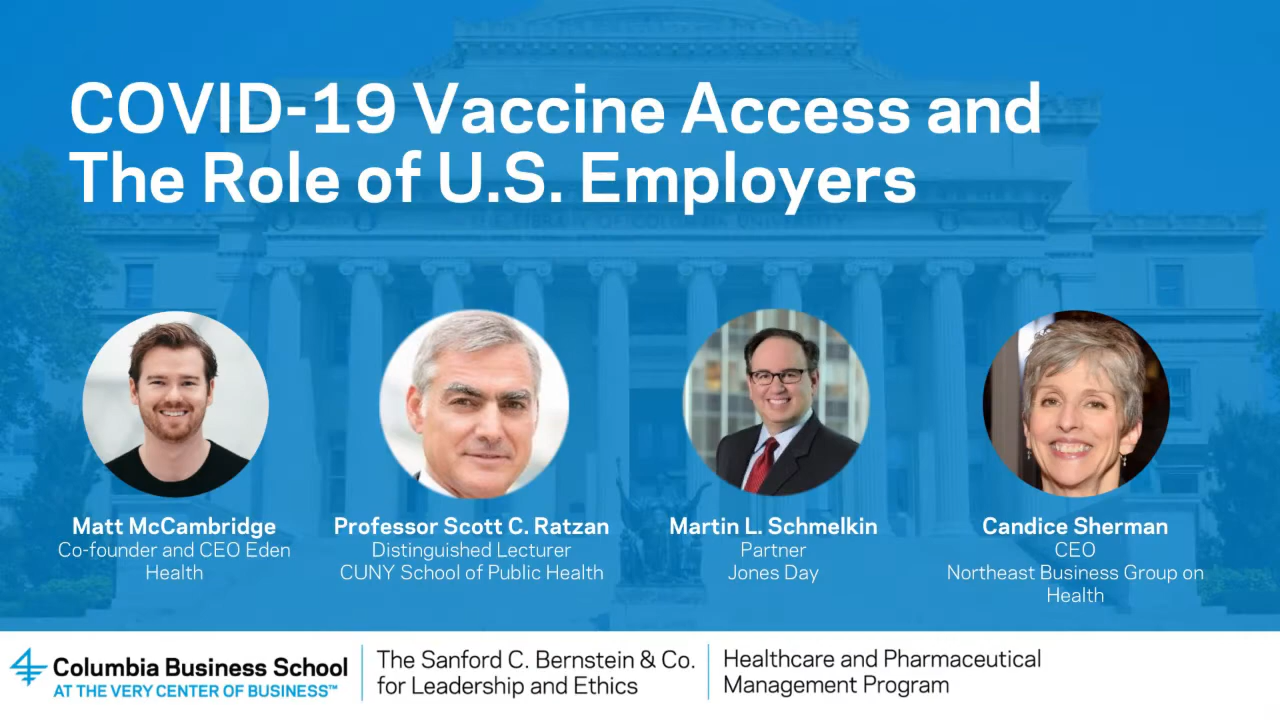 COVID-19 Vaccine Access and
The Role of U.S. Employers
Matt McCambridge
Co-founder and CEO Eden
Health
Professor Scott C. Ratzan
Distinguished Lecturer
CUNY School of Public Health
Martin L. Schmelkin
Partner
Jones Day
Candice Sherman
CEO
Northeast Business Group on
Health
Columbia Business School
AT THE VERY CENTER OF BUSINESS™
The Sanford C. Bernstein & Co.
for Leadership and Ethics
Healthcare and Pharmaceutical
Management Program